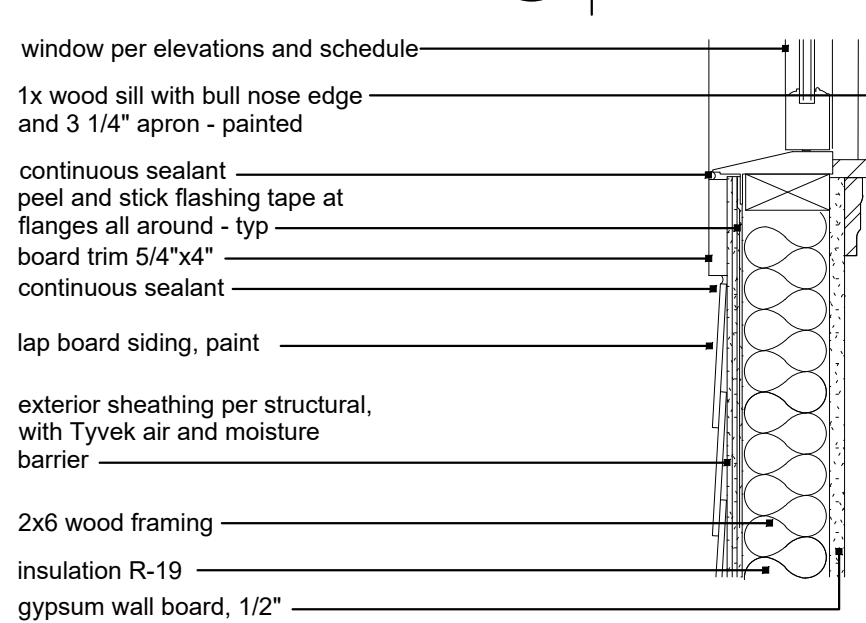 window per elevations and schedule
1x wood sill with bull nose edge
and 3 1/4" apron - painted
continuous sealant
peel and stick flashing tape at
flanges all around - typ
board trim 5/4"x4"
continuous sealant
lap board siding, paint
exterior sheathing per structural,
with Tyvek air and moisture
barrier
2x6 wood framing
insulation R-19
gypsum wall board, 1/2"